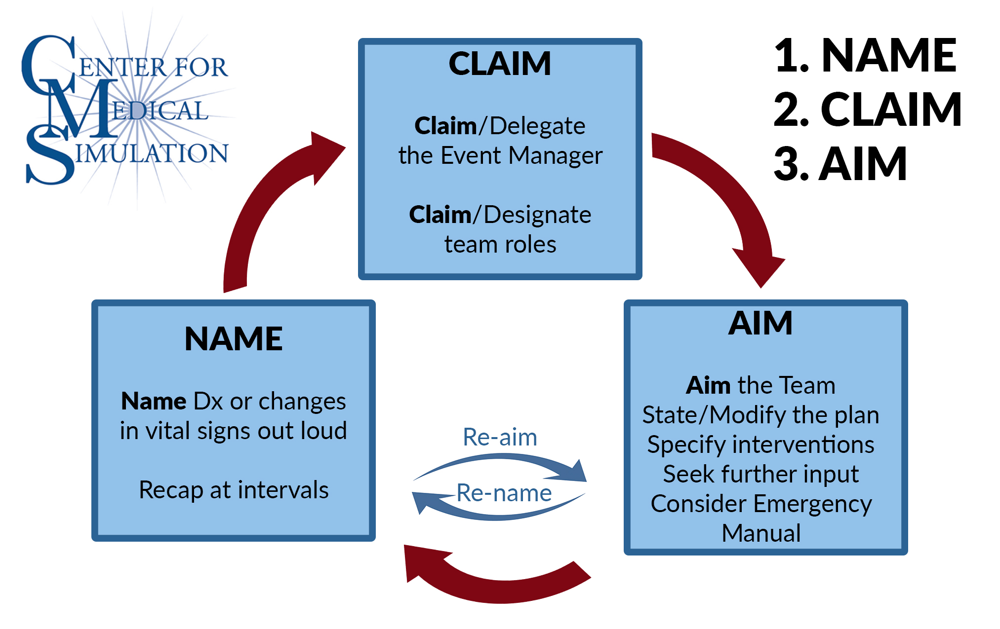 CENTER FOR
MEDICAL
SIMULATION
1. NAME
2. CLAIM
3. AIM
CLAIM
Claim/Delegate
the Event Manager
Claim/Designate
team roles
NAME
Name Dx or changes
in vital signs out loud
Recap at intervals
Re-aim
Re-name
AIM
Aim the Team
State/Modify the plan
Specify interventions
Seek further input
Consider Emergency
Manual